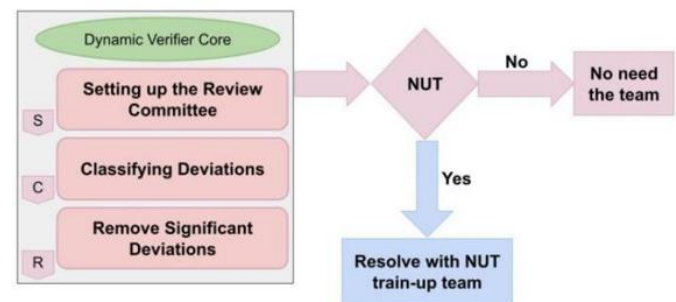 Dynamic Verifier Core
Setting up the Review
Committee
S
Classifying Deviations
C
Remove Significant
Deviations
R
NUT
No
No need
the team
Yes
Resolve with NUT
train-up team